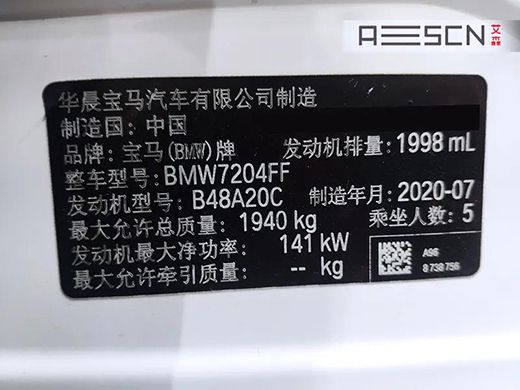 AESCN 艾森
华晨宝马汽车有限公司制造
制造国: 中国
品牌: 宝马(BMW)牌 发动机排量: 1998 mL
整车型号: BMW7204FF
发动机型号: B48A20C 制造年月: 2020-07
最大允许总质量: 1940 kg 乘坐人数: 5
发动机最大净功率: 141 kW
最大允许牵引质量: -- kg
A96
8 738 756